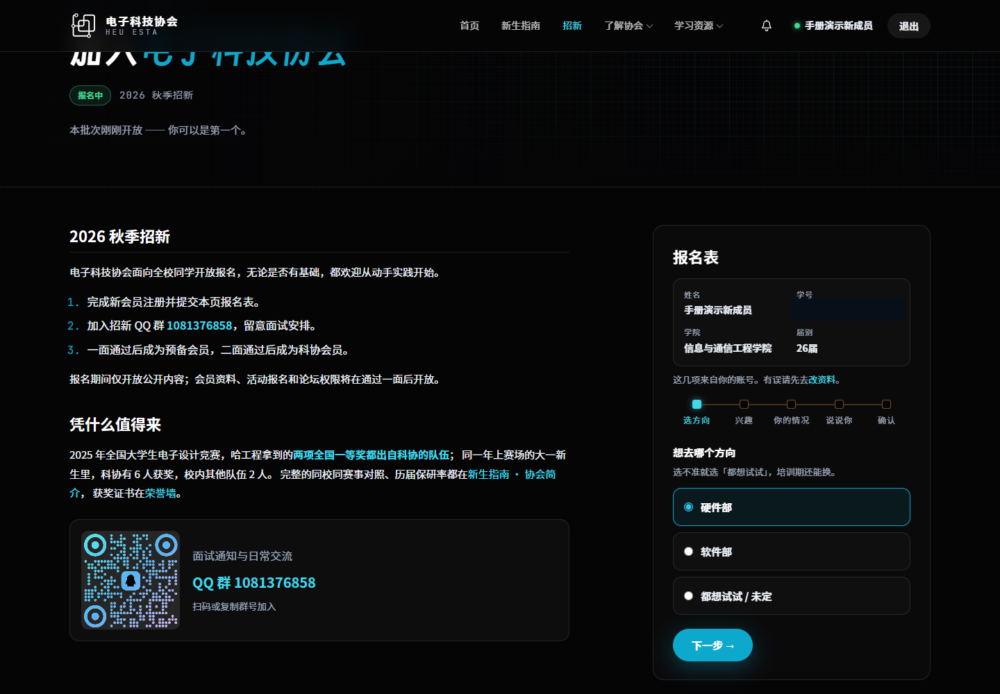 电子科技协会
HEU ESTA
首页
新生指南
招新
了解协会
学习资源
手册演示新成员
退出
加入电子科技协会
报名中
2026 秋季招新
本批次刚刚开放 —— 你可以是第一个。
2026 秋季招新
电子科技协会面向全校同学开放报名，无论是否有基础，都欢迎从动手实践开始。
1. 完成新会员注册并提交本页报名表。
2. 加入招新 QQ 群 1081376858，留意面试安排。
3. 一面通过后成为预备会员，二面通过后成为科协会员。
报名期间仅开放公开内容；会员资料、活动报名和论坛权限将在通过一面后开放。
凭什么值得来
2025 年全国大学生电子设计竞赛，哈工程拿到的两项全国一等奖都出自科协的队伍； 同一年上赛场的大一新
生里，科协有 6 人获奖，校内其他队伍 2 人。 完整的同校同赛事对照、历届保研率都在新生指南 · 协会简
介， 获奖证书在荣誉墙。
面试通知与日常交流
QQ 群 1081376858
扫码或复制群号加入
报名表
姓名
手册演示新成员
学号
学院
信息与通信工程学院
届别
26届
这几项来自你的账号。有误请先去改资料。
选方向
兴趣
你的情况
说说你
确认
想去哪个方向
选不准就选「都想试试」，培训期还能换。
硬件部
软件部
都想试试 / 未定
下一步 →